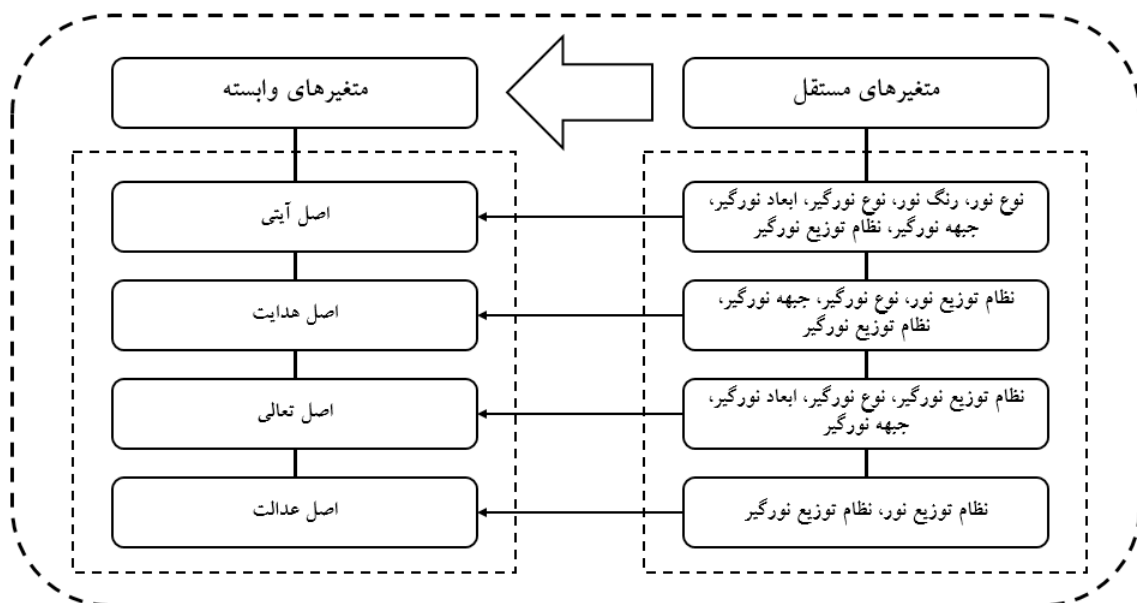 متغیرهای مستقل
متغیرهای وابسته
نوع نور، رنگ نور، نوع نورگیر، ابعاد نورگیر،
جبهه نورگیر، نظام توزیع نورگیر
اصل آیتی
نظام توزیع نور، نوع نورگیر، جبهه نورگیر،
نظام توزیع نورگیر
اصل هدایت
نظام توزیع نورگیر، نوع نورگیر، ابعاد نورگیر،
جبهه نورگیر
اصل تعالی
نظام توزیع نور، نظام توزیع نورگیر
اصل عدالت